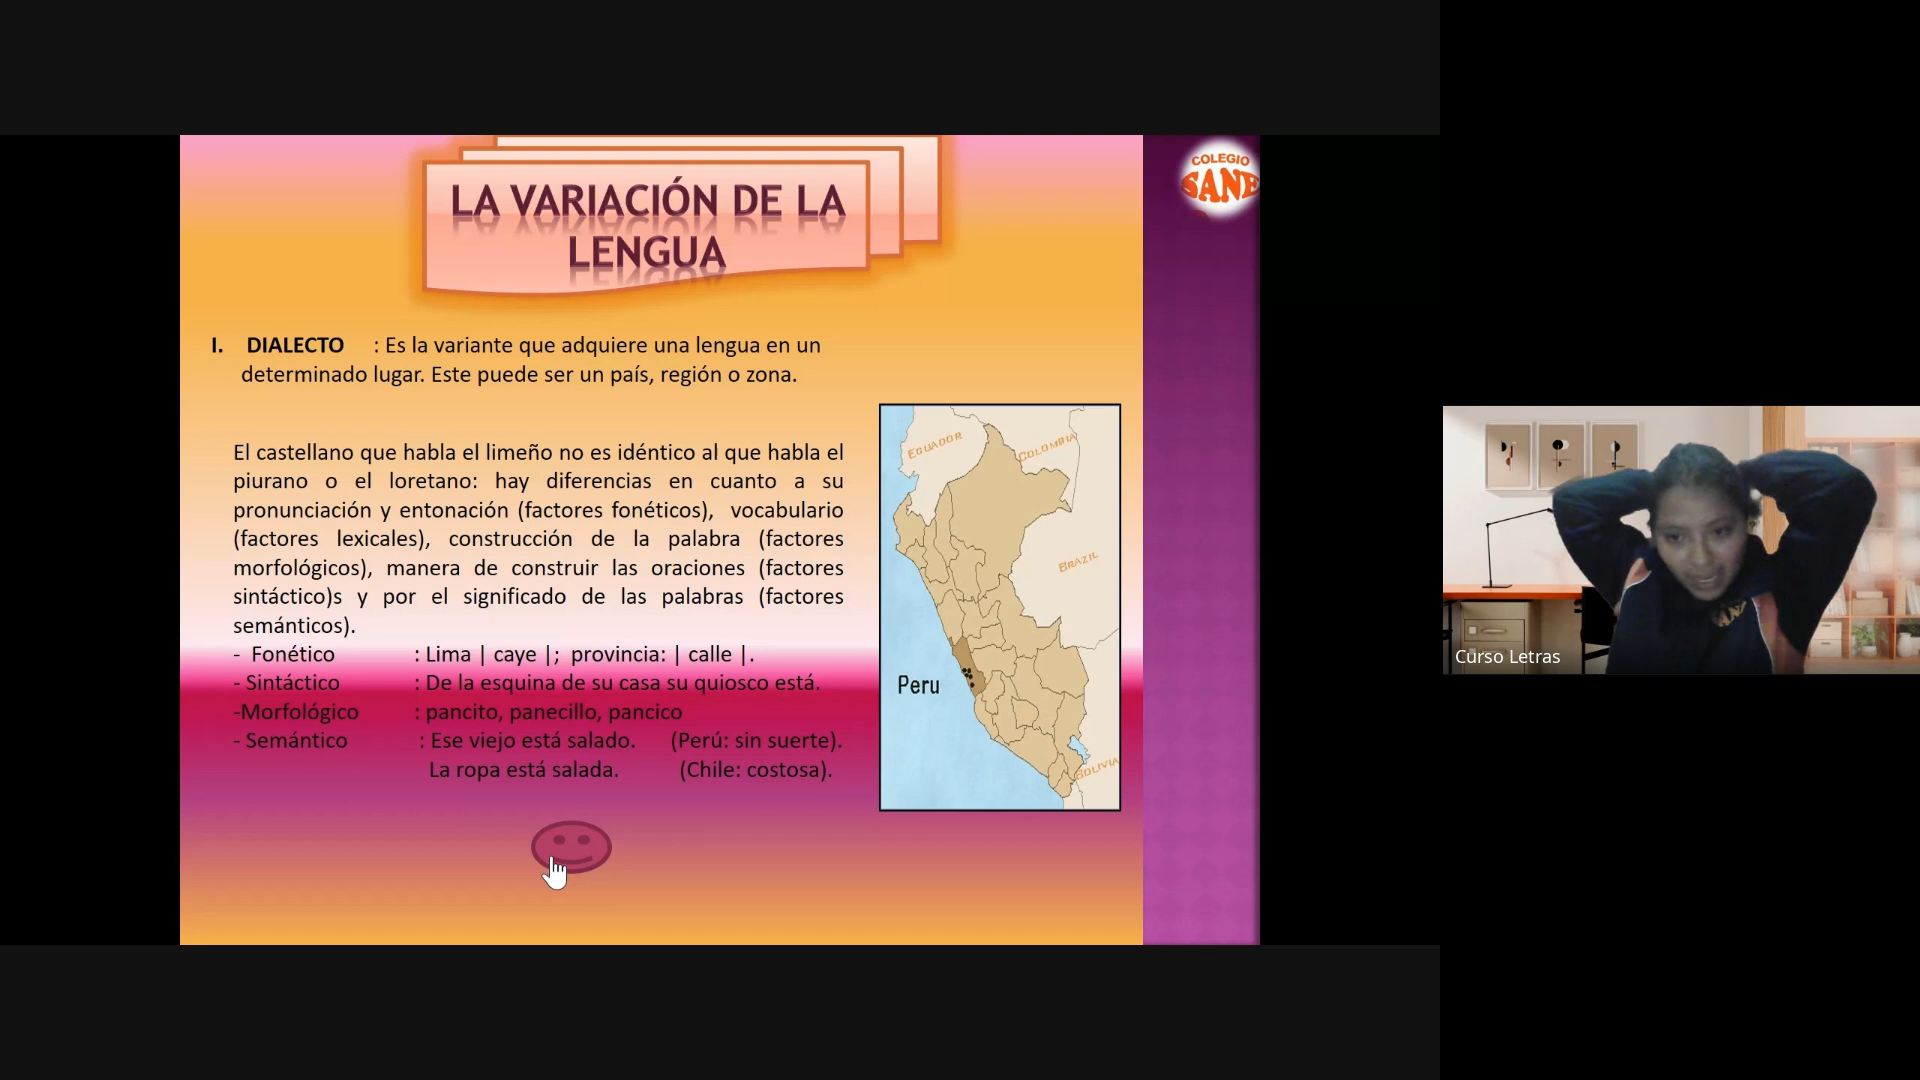 LA VARIACIÓN DE LA
LENGUA
COLEGIO
SANE
I. DIALECTO : Es la variante que adquiere una lengua en un
determinado lugar. Este puede ser un país, región o zona.
El castellano que habla el limeño no es idéntico al que habla el
piurano o el loretano: hay diferencias en cuanto a su
pronunciación y entonación (factores fonéticos), vocabulario
(factores lexicales), construcción de la palabra (factores
morfológicos), manera de construir las oraciones (factores
sintáctico)s y por el significado de las palabras (factores
semánticos).
- Fonético : Lima | caye |; provincia: | calle |.
- Sintáctico : De la esquina de su casa su quiosco está.
-Morfológico : pancito, panecillo, pancico
- Semántico : Ese viejo está salado. (Perú: sin suerte).
La ropa está salada. (Chile: costosa).
ECUADOR
COLOMBIA
BRAZIL
Peru
BOLIVIA
Curso Letras